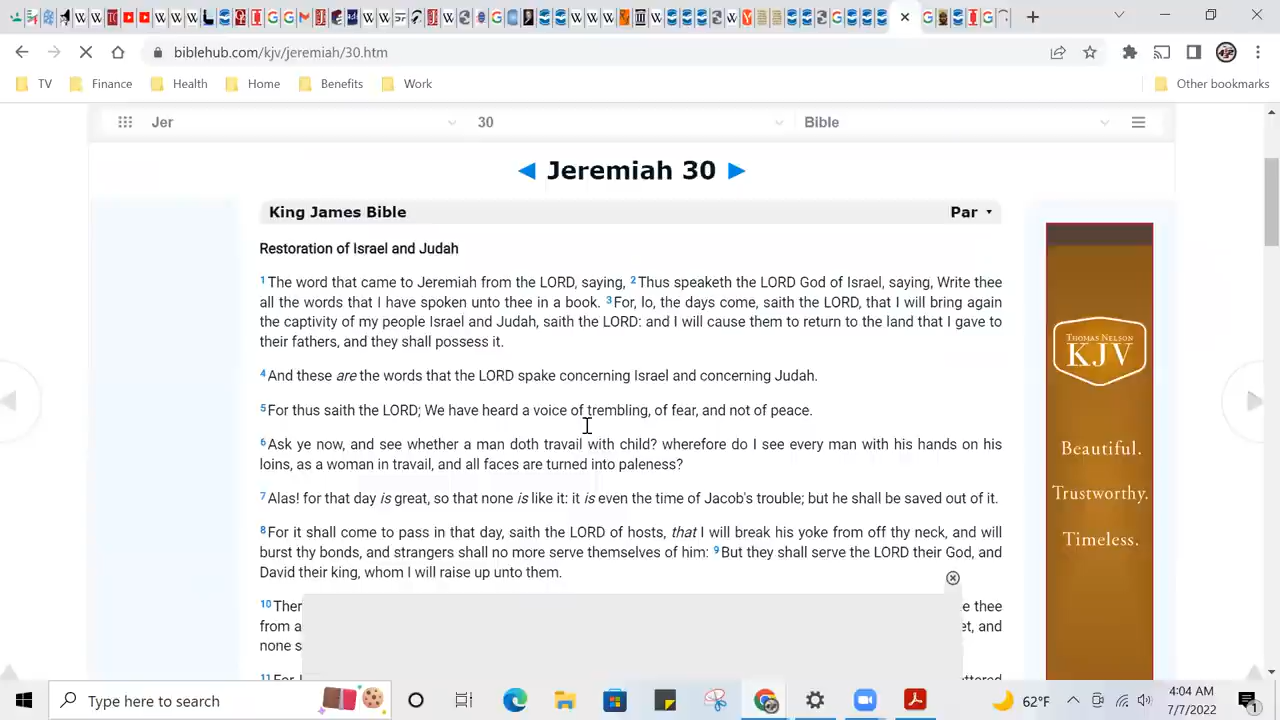 biblehub.com/kjv/jeremiah/30.htm
TV Finance Health Home Benefits Work Other bookmarks
Jer 30 Bible
Jeremiah 30
King James Bible Par
Restoration of Israel and Judah
1 The word that came to Jeremiah from the LORD, saying, 2 Thus speaketh the LORD God of Israel, saying, Write thee
all the words that I have spoken unto thee in a book. 3 For, lo, the days come, saith the LORD, that I will bring again
the captivity of my people Israel and Judah, saith the LORD: and I will cause them to return to the land that I gave to
their fathers, and they shall possess it.
4 And these are the words that the LORD spake concerning Israel and concerning Judah.
5 For thus saith the LORD; We have heard a voice of trembling, of fear, and not of peace.
6 Ask ye now, and see whether a man doth travail with child? wherefore do I see every man with his hands on his
loins, as a woman in travail, and all faces are turned into paleness?
7 Alas! for that day is great, so that none is like it: it is even the time of Jacob's trouble; but he shall be saved out of it.
8 For it shall come to pass in that day, saith the LORD of hosts, that I will break his yoke from off thy neck, and will
burst thy bonds, and strangers shall no more serve themselves of him: 9 But they shall serve the LORD their God, and
David their king, whom I will raise up unto them.
10 Ther e thee
from a et, and
none s
THOMAS NELSON
KJV
Beautiful.
Trustworthy.
Timeless.
Type here to search
62°F
4:04 AM
7/7/2022